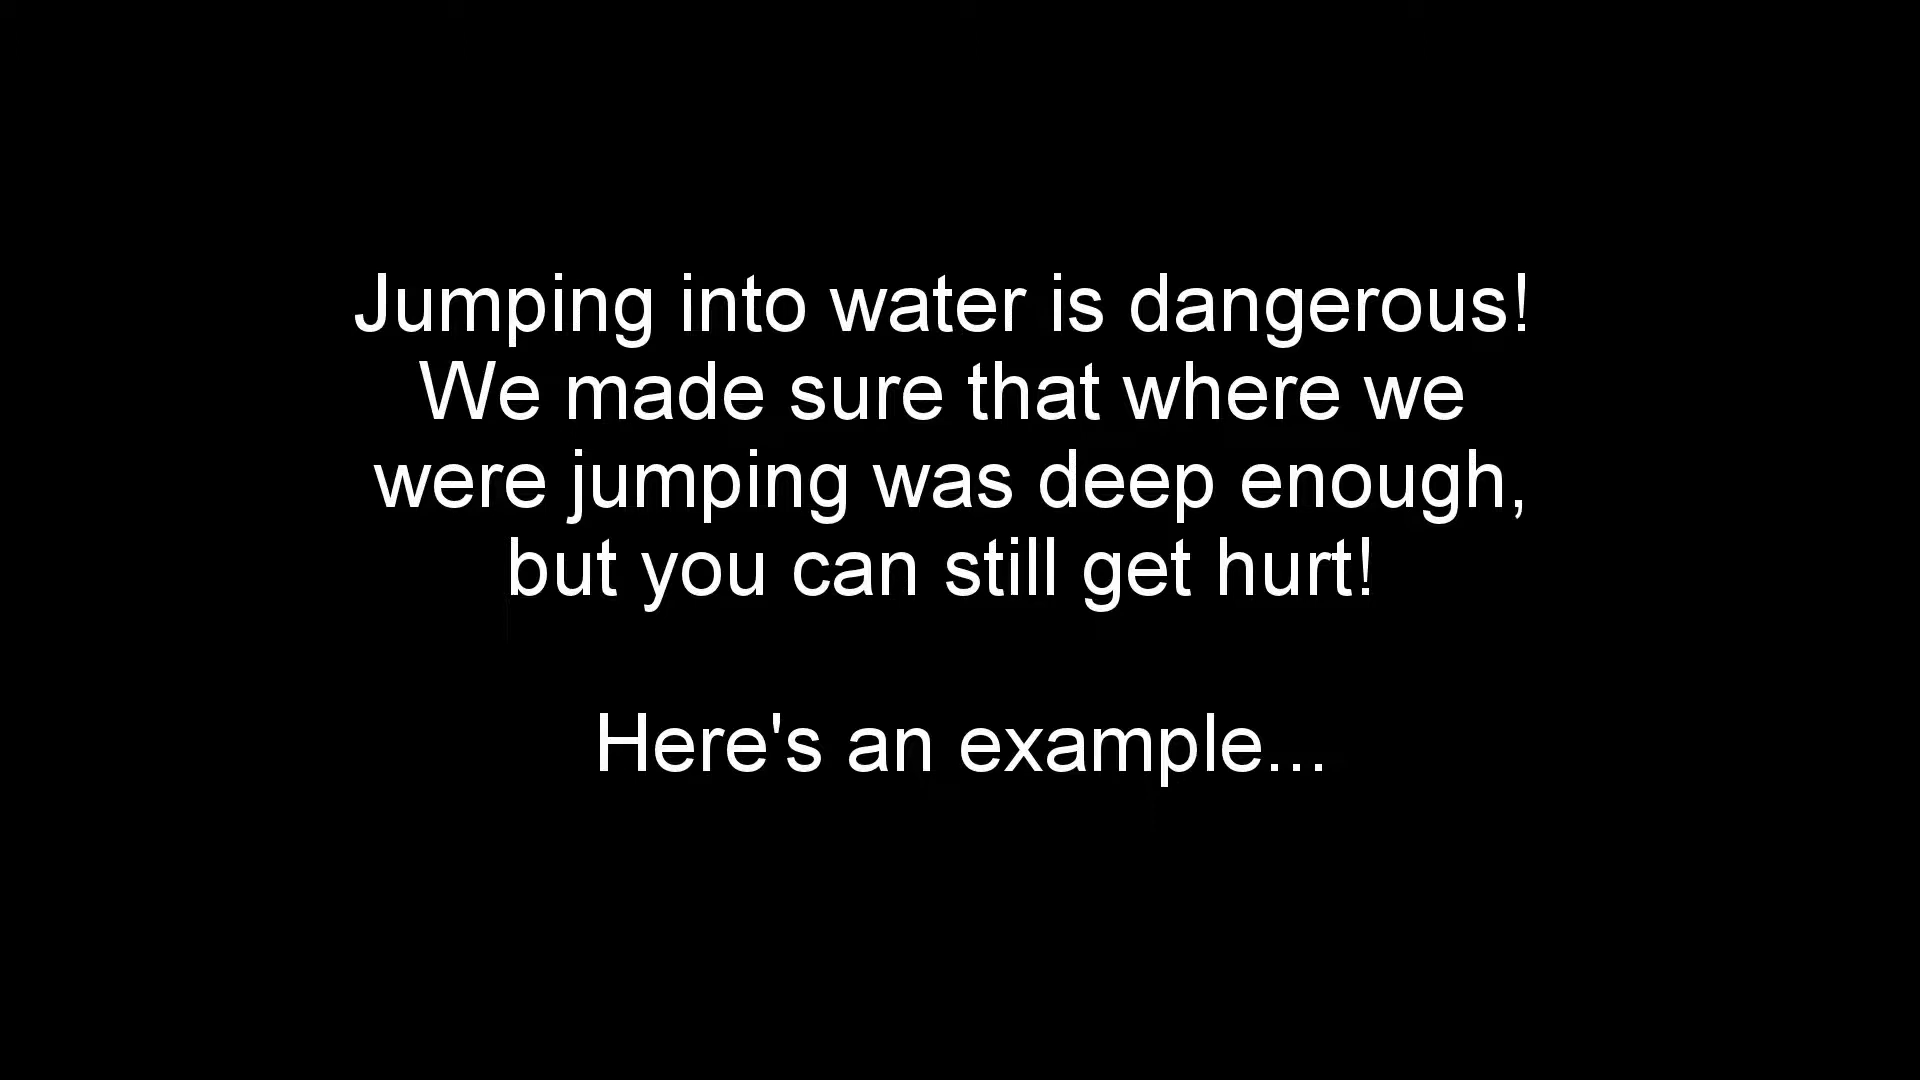 Jumping into water is dangerous!
We made sure that where we
were jumping was deep enough,
but you can still get hurt!
Here's an example...